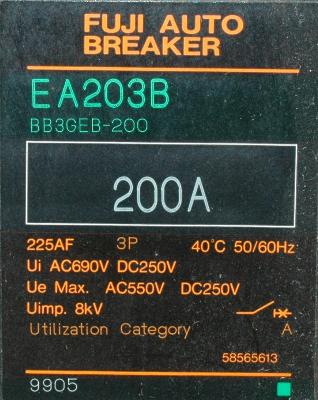 FUJI AUTO
BREAKER
EA203B
BB3GEB-200
200A
225AF 3P 40°C 50/60Hz
Ui AC690V DC250V
Ue Max. AC550V DC250V
Uimp. 8kV
Utilization Category A
58565613
9905